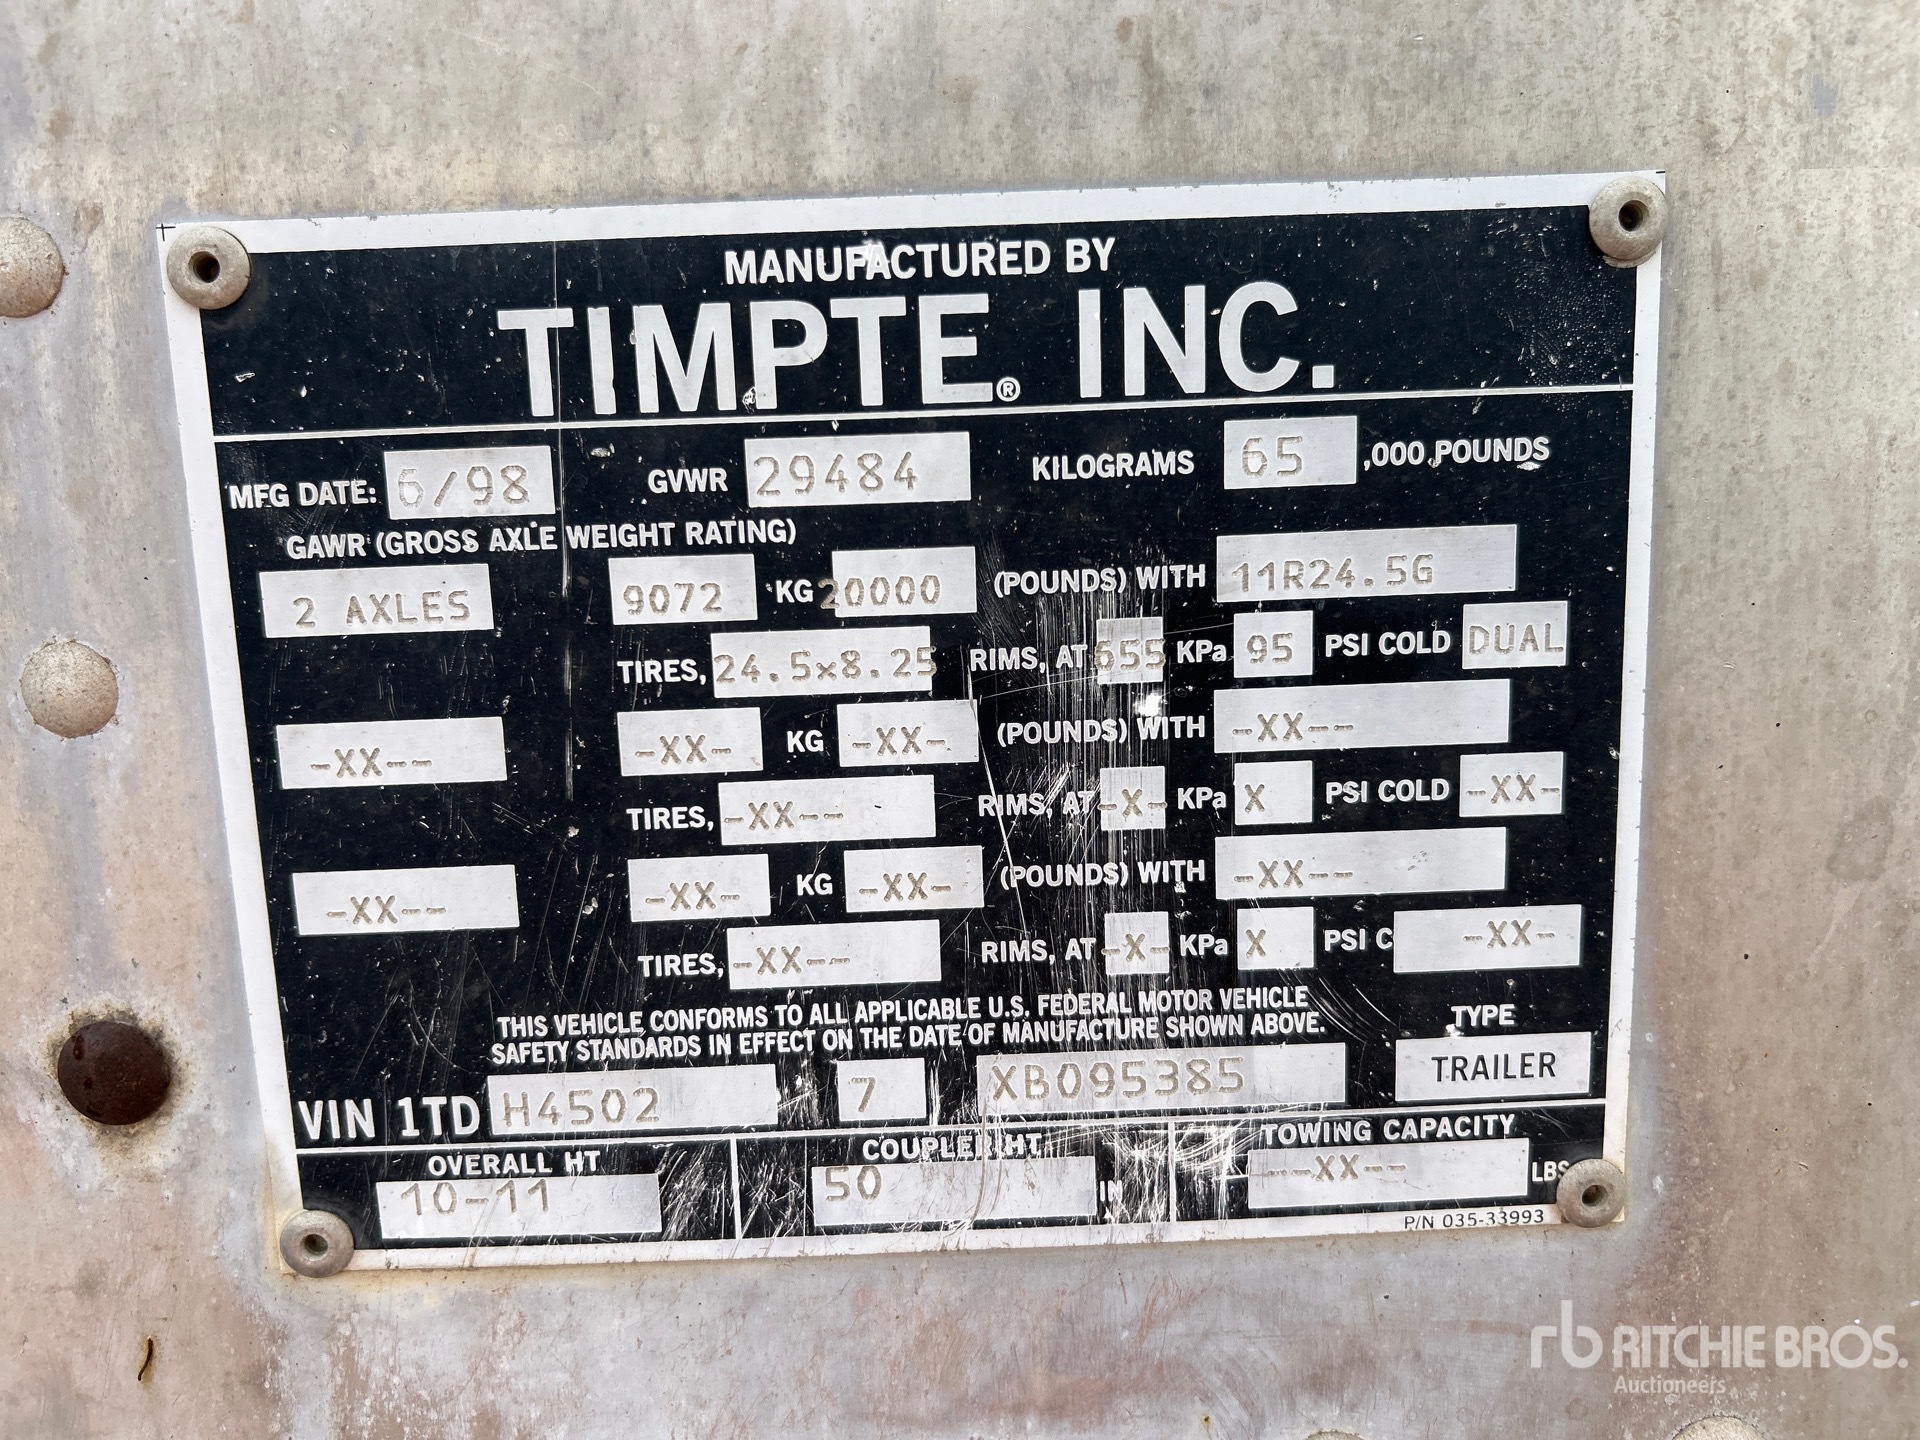 MANUFACTURED BY
TIMPTE® INC.
MFG DATE: 6/98 GVWR 29484 KILOGRAMS 65,000 POUNDS
GAWR (GROSS AXLE WEIGHT RATING)
2 AXLES 9072 KG 20000 (POUNDS) WITH 11R24.5G
TIRES, 24.5x8.25 RIMS, AT 655 KPa 95 PSI COLD DUAL
-XX-- -XX- KG -XX- (POUNDS) WITH -XX--
TIRES, -XX-- RIMS, AT -X- KPa X PSI COLD -XX-
-XX-- -XX- KG -XX- (POUNDS) WITH -XX--
TIRES, -XX-- RIMS, AT -X- KPa X PSI C -XX-
THIS VEHICLE CONFORMS TO ALL APPLICABLE U.S. FEDERAL MOTOR VEHICLE
SAFETY STANDARDS IN EFFECT ON THE DATE OF MANUFACTURE SHOWN ABOVE.
TYPE
VIN 1TD H4502 7 XB095385 TRAILER
OVERALL HT COUPLER HT TOWING CAPACITY
10-11 50 IN --XX-- LBS
P/N 035-33993
rb RITCHIE BROS.
Auctioneers